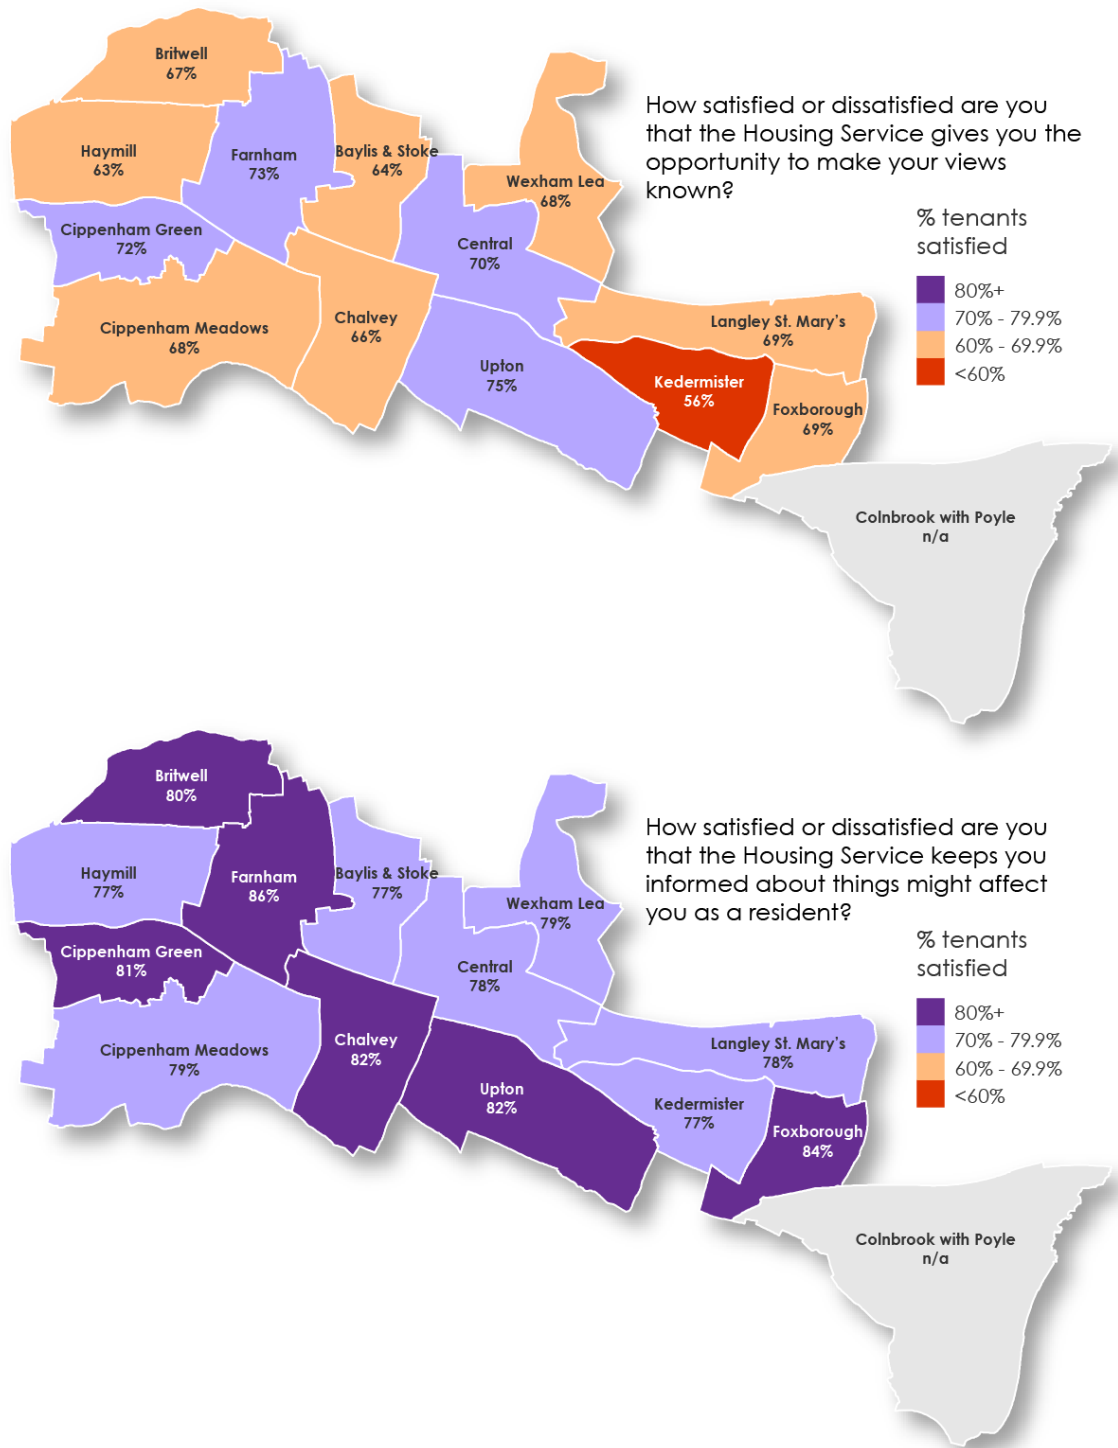 Britwell
67%
Haymill
63%
Farnham
73%
Baylis & Stoke
64%
Wexham Lea
68%
Cippenham Green
72%
Central
70%
Cippenham Meadows
68%
Chalvey
66%
Upton
75%
Langley St. Mary's
69%
Kedermister
56%
Foxborough
69%
Colnbrook with Poyle
n/a
How satisfied or dissatisfied are you
that the Housing Service gives you the
opportunity to make your views
known?
% tenants
satisfied
80%+
70% - 79.9%
60% - 69.9%
<60%
Britwell
80%
Haymill
77%
Farnham
86%
Baylis & Stoke
77%
Wexham Lea
79%
Cippenham Green
81%
Central
78%
Cippenham Meadows
79%
Chalvey
82%
Upton
82%
Langley St. Mary's
78%
Kedermister
77%
Foxborough
84%
Colnbrook with Poyle
n/a
How satisfied or dissatisfied are you
that the Housing Service keeps you
informed about things might affect
you as a resident?
% tenants
satisfied
80%+
70% - 79.9%
60% - 69.9%
<60%